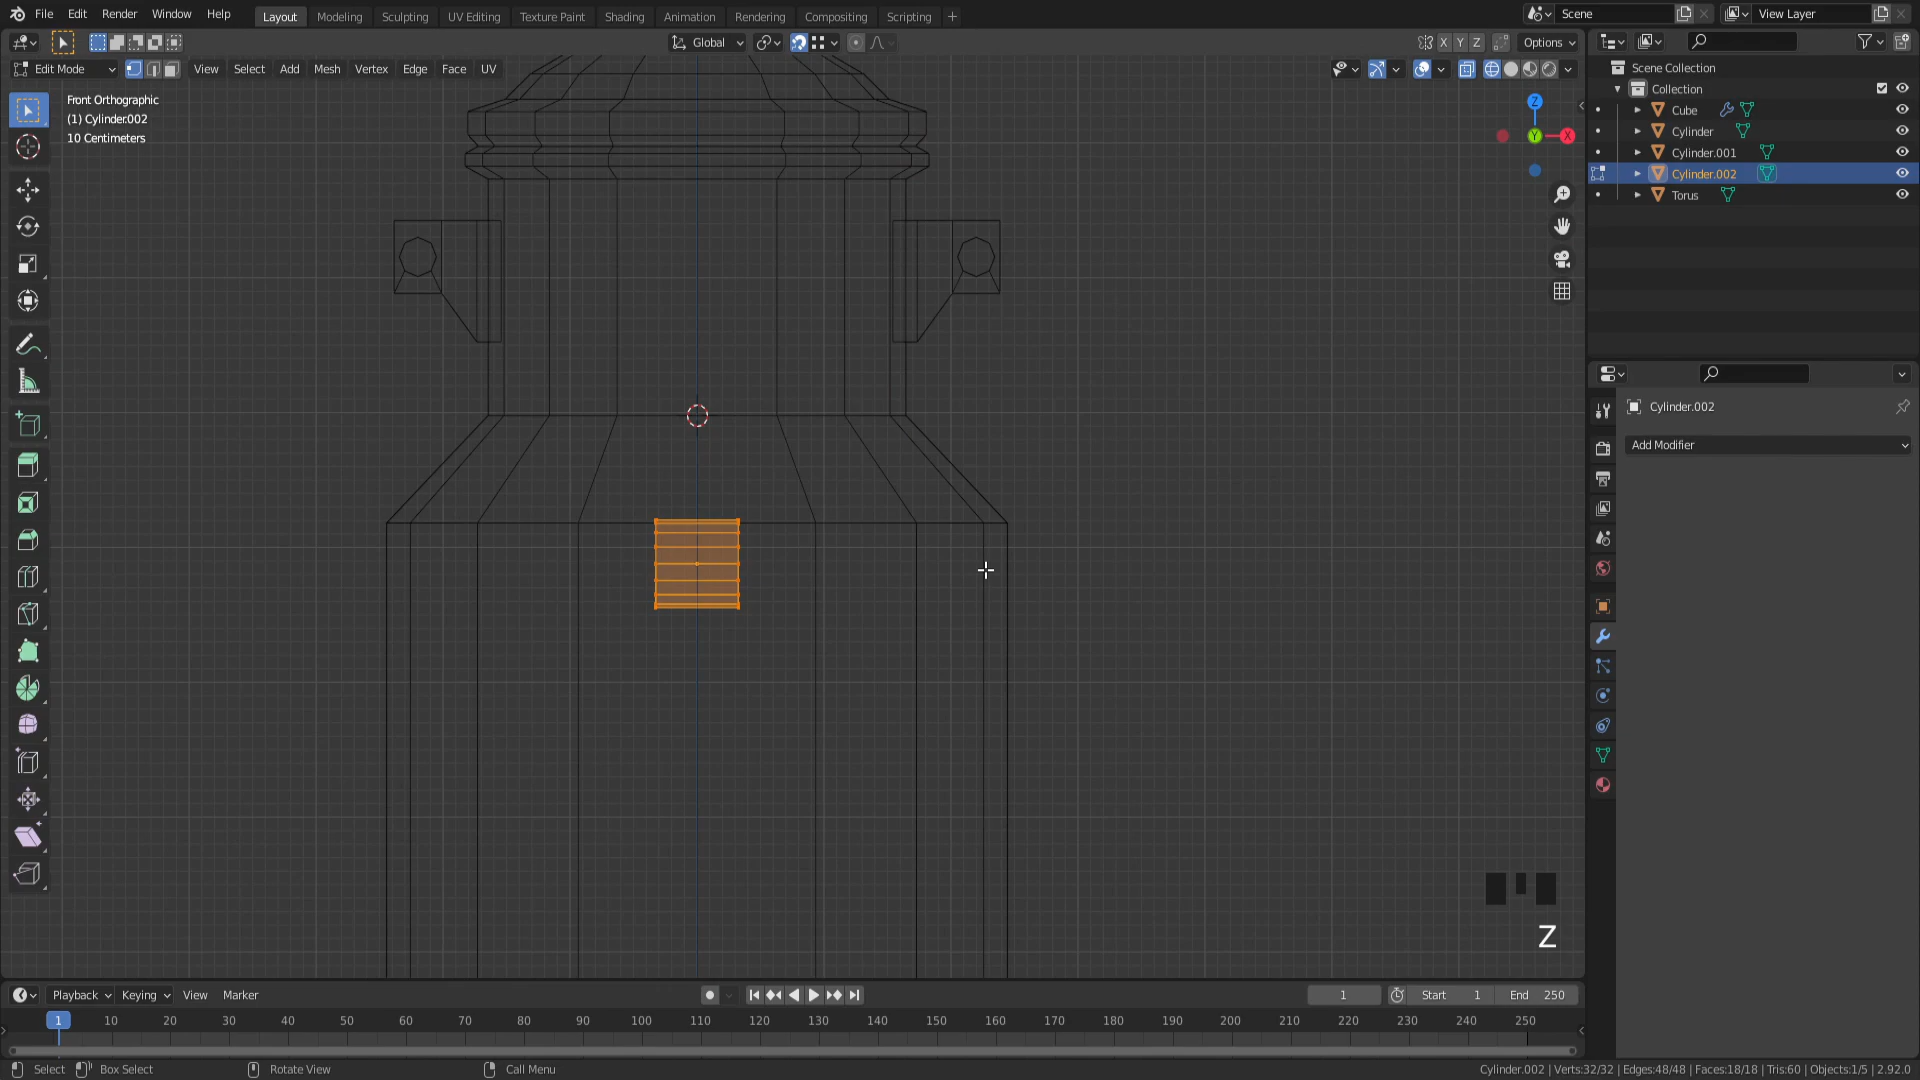 File Edit Render Window Help
Layout Modeling Sculpting UV Editing Texture Paint Shading Animation Rendering Compositing Scripting +
Scene
View Layer
Global
X Y Z
Options
Edit Mode
View Select Add Mesh Vertex Edge Face UV
Front Orthographic
(1) Cylinder.002
10 Centimeters
Z
Y
X
Scene Collection
Collection
Cube
Cylinder
Cylinder.001
Cylinder.002
Torus
Cylinder.002
Add Modifier
Z
Playback Keying View Marker
1
Start 1
End 250
1 10 20 30 40 50 60 70 80 90 100 110 120 130 140 150 160 170 180 190 200 210 220 230 240 250
Select Box Select Rotate View Call Menu
Cylinder.002 | Verts:32/32 | Edges:48/48 | Faces:18/18 | Tris:60 | Objects:1/5 | 2.92.0